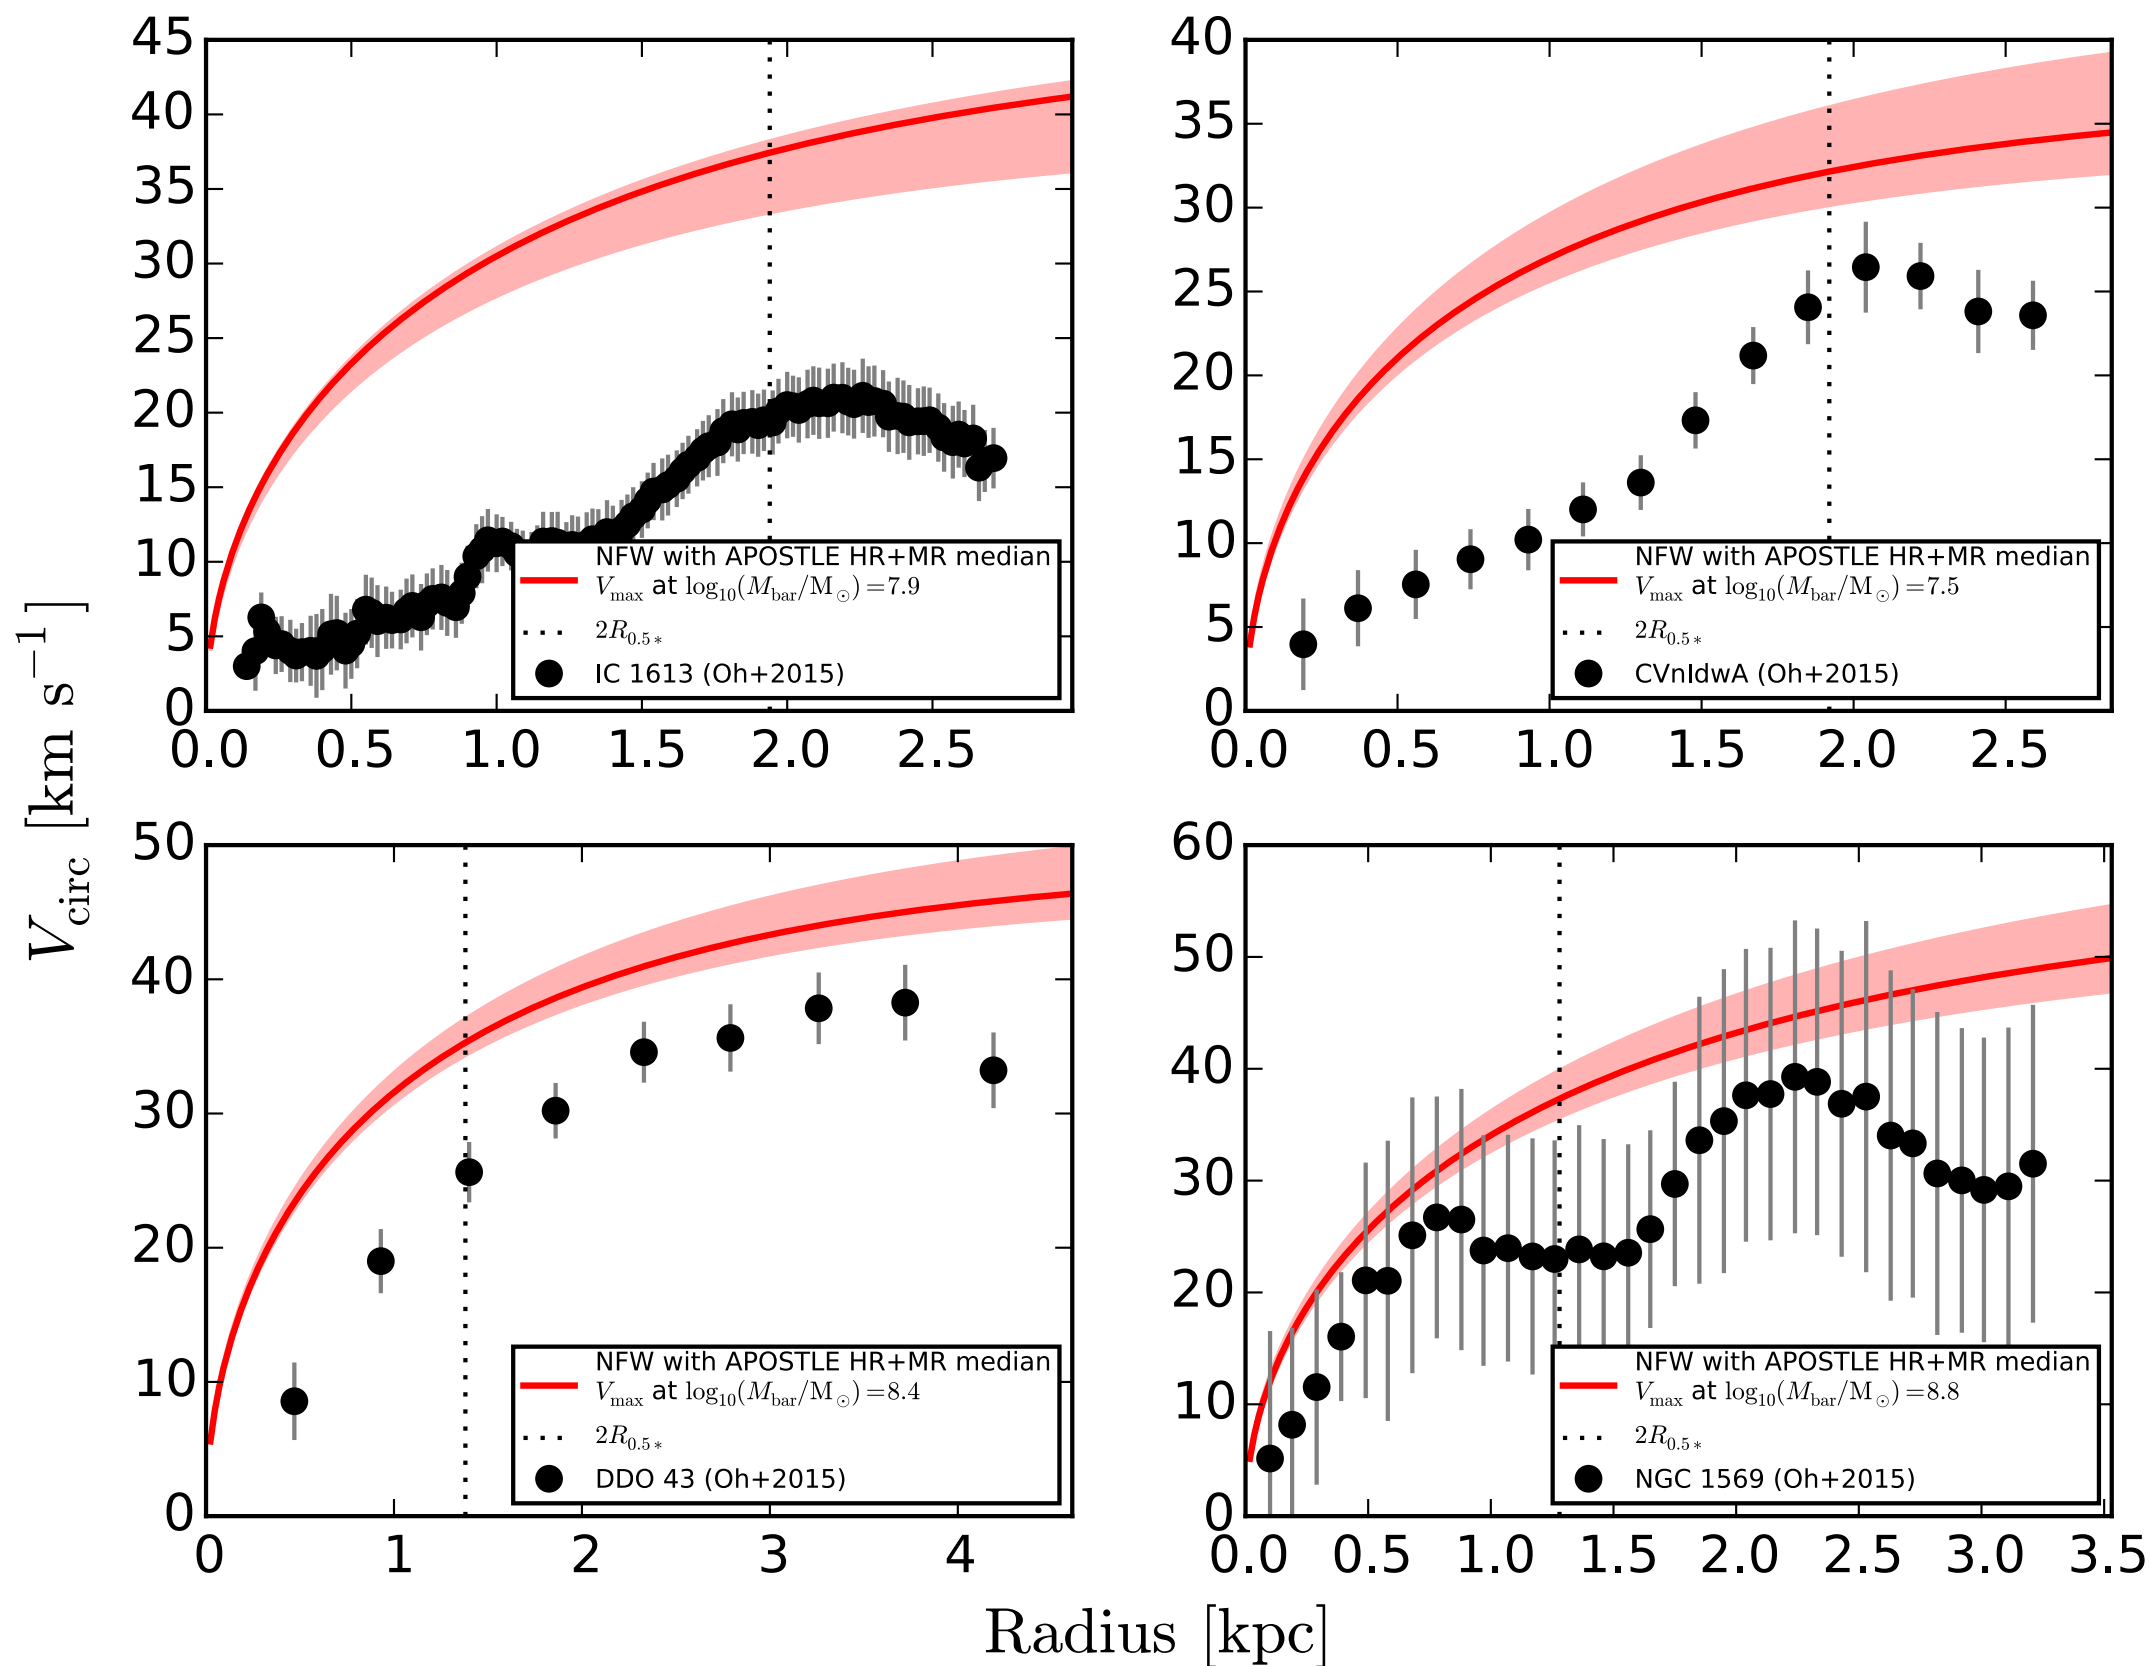 45
40
35
30
25
20
15
10
5
0
0.0 0.5 1.0 1.5 2.0 2.5
NFW with APOSTLE HR+MR median
V_max at log₁₀(M_bar/M_⊙)=7.9
2R_0.5*
IC 1613 (Oh+2015)
40
35
30
25
20
15
10
5
0
0.0 0.5 1.0 1.5 2.0 2.5
NFW with APOSTLE HR+MR median
V_max at log₁₀(M_bar/M_⊙)=7.5
2R_0.5*
CVnIdwA (Oh+2015)
V_circ [km s⁻¹]
50
40
30
20
10
0
0 1 2 3 4
NFW with APOSTLE HR+MR median
V_max at log₁₀(M_bar/M_⊙)=8.4
2R_0.5*
DDO 43 (Oh+2015)
60
50
40
30
20
10
0
0.0 0.5 1.0 1.5 2.0 2.5 3.0 3.5
NFW with APOSTLE HR+MR median
V_max at log₁₀(M_bar/M_⊙)=8.8
2R_0.5*
NGC 1569 (Oh+2015)
Radius [kpc]